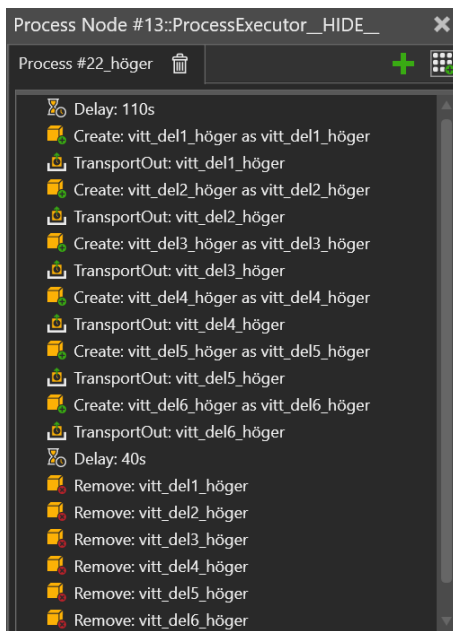 Process Node #13::ProcessExecutor__HIDE__
Process #22_höger
Delay: 110s
Create: vitt_del1_höger as vitt_del1_höger
TransportOut: vitt_del1_höger
Create: vitt_del2_höger as vitt_del2_höger
TransportOut: vitt_del2_höger
Create: vitt_del3_höger as vitt_del3_höger
TransportOut: vitt_del3_höger
Create: vitt_del4_höger as vitt_del4_höger
TransportOut: vitt_del4_höger
Create: vitt_del5_höger as vitt_del5_höger
TransportOut: vitt_del5_höger
Create: vitt_del6_höger as vitt_del6_höger
TransportOut: vitt_del6_höger
Delay: 40s
Remove: vitt_del1_höger
Remove: vitt_del2_höger
Remove: vitt_del3_höger
Remove: vitt_del4_höger
Remove: vitt_del5_höger
Remove: vitt_del6_höger